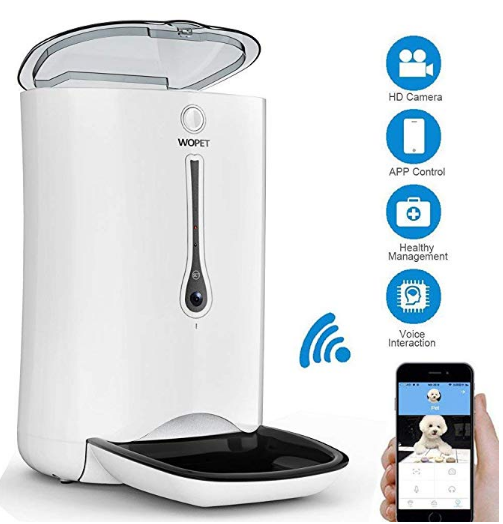 WOPET
HD Camera
APP Control
Healthy
Management
Voice
Interaction